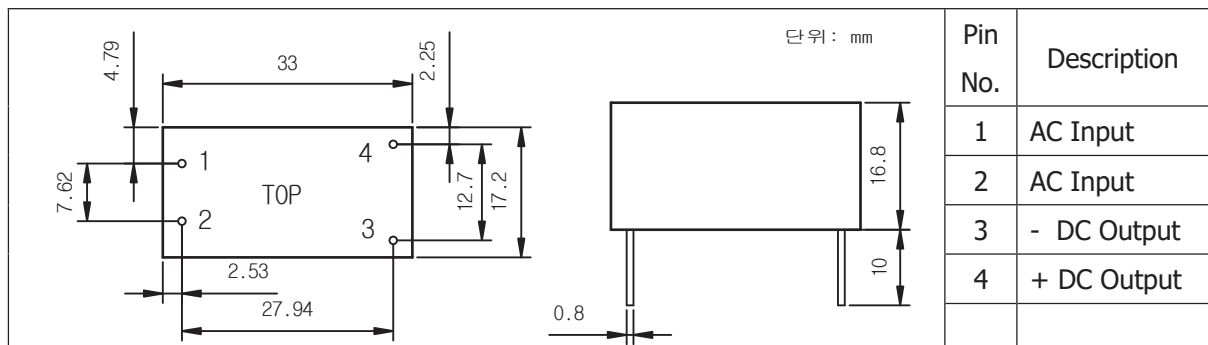 단위: mm
4.79
33
2.25
1
4
7.62
TOP
12.7
17.2
2
3
2.53
27.94
16.8
10
0.8
Pin No. Description
1 AC Input
2 AC Input
3 - DC Output
4 + DC Output